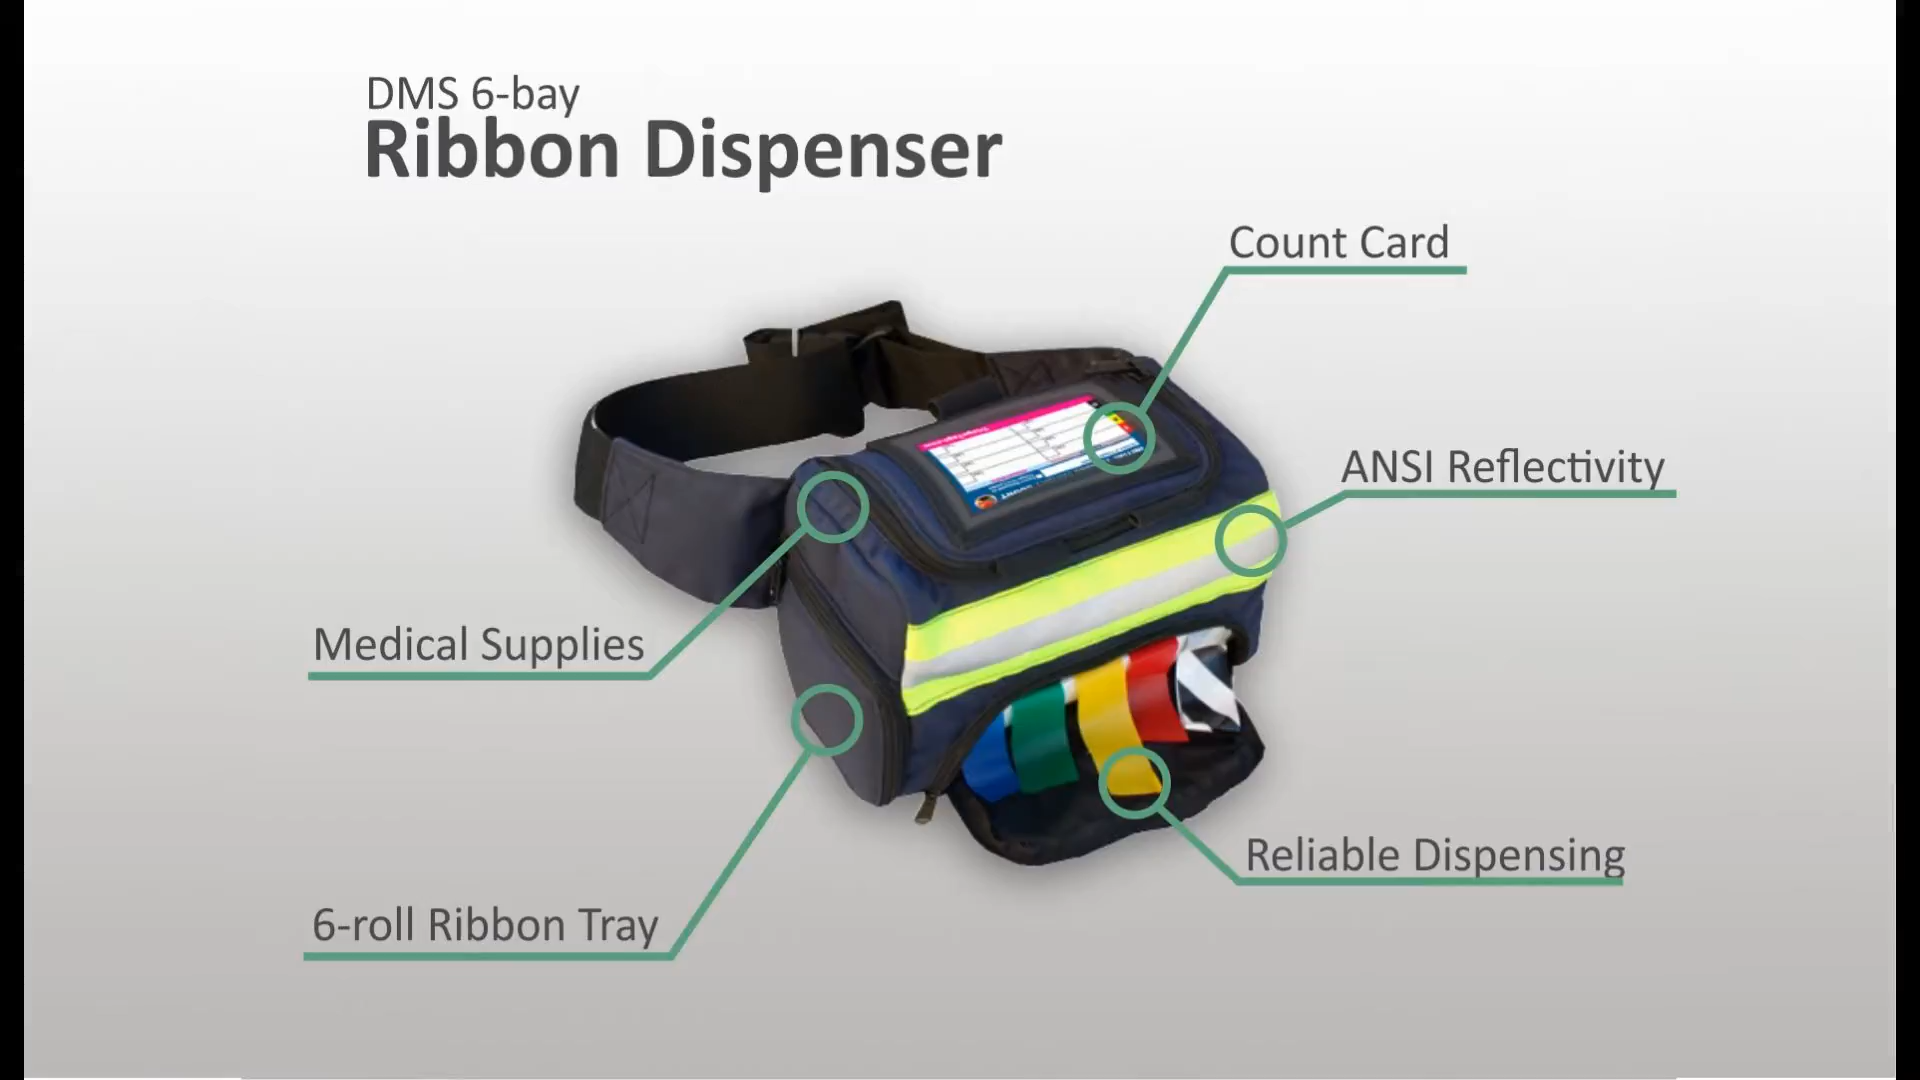 DMS 6-bay
Ribbon Dispenser
Count Card
ANSI Reflectivity
Medical Supplies
Reliable Dispensing
6-roll Ribbon Tray